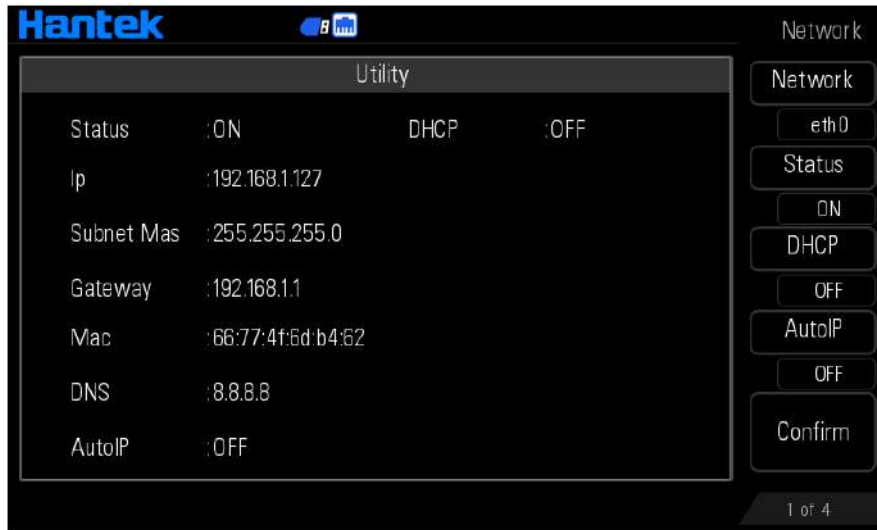 Hantek
B
Network
Utility
Status :ON DHCP :OFF
Ip :192.168.1.127
Subnet Mas :255.255.255.0
Gateway :192.168.1.1
Mac :66:77:4f:6d:b4:62
DNS :8.8.8.8
AutoIP :OFF
Network
eth0
Status
ON
DHCP
OFF
AutoIP
OFF
Confirm
1 of 4